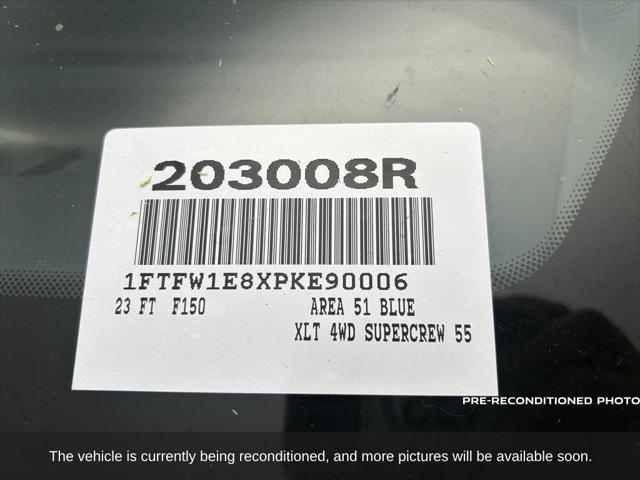 203008R
1FTFW1E8XPKE90006
23 FT F150 AREA 51 BLUE
XLT 4WD SUPERCREW 55
PRE-RECONDITIONED PHOTO
The vehicle is currently being reconditioned, and more pictures will be available soon.